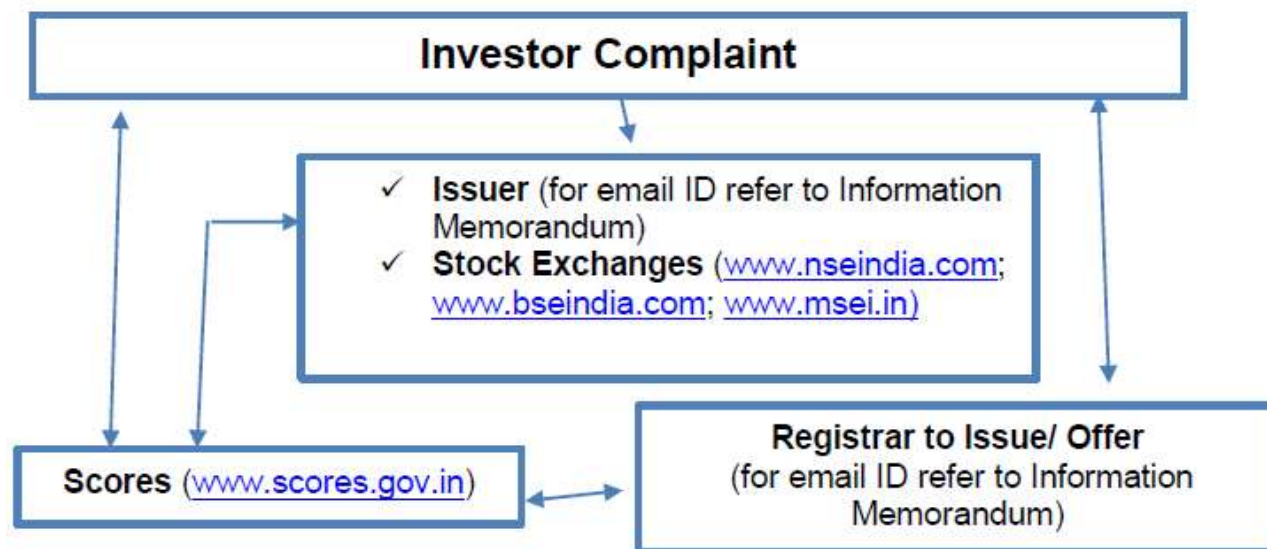 Investor Complaint
✓ Issuer (for email ID refer to Information
Memorandum)
✓ Stock Exchanges (www.nseindia.com;
www.bseindia.com; www.msei.in)
Scores (www.scores.gov.in)
Registrar to Issue/ Offer
(for email ID refer to Information
Memorandum)